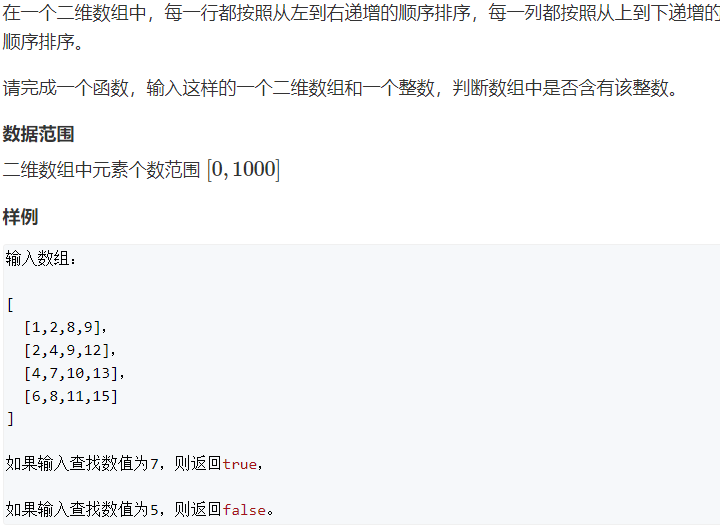 在一个二维数组中，每一行都按照从左到右递增的顺序排序，每一列都按照从上到下递增的
顺序排序。
请完成一个函数，输入这样的一个二维数组和一个整数，判断数组中是否含有该整数。
数据范围
二维数组中元素个数范围 [0, 1000]
样例
输入数组：
[
[1,2,8,9]，
[2,4,9,12]，
[4,7,10,13]，
[6,8,11,15]
]
如果输入查找数值为7，则返回true，
如果输入查找数值为5，则返回false。